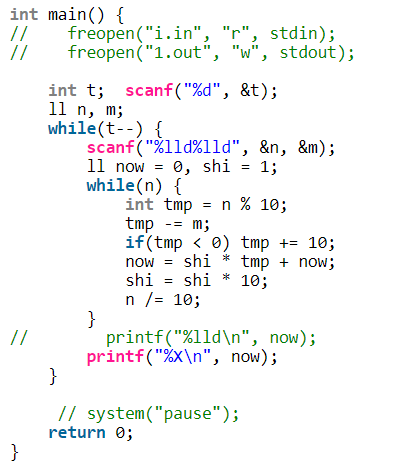 int main() {
//    freopen("i.in", "r", stdin);
//    freopen("1.out", "w", stdout);
    int t;  scanf("%d", &t);
    ll n, m;
    while(t--) {
        scanf("%lld%lld", &n, &m);
        ll now = 0, shi = 1;
        while(n) {
            int tmp = n % 10;
            tmp -= m;
            if(tmp < 0) tmp += 10;
            now = shi * tmp + now;
            shi = shi * 10;
            n /= 10;
        }
//        printf("%lld\n", now);
        printf("%X\n", now);
    }
     // system("pause");
    return 0;
}